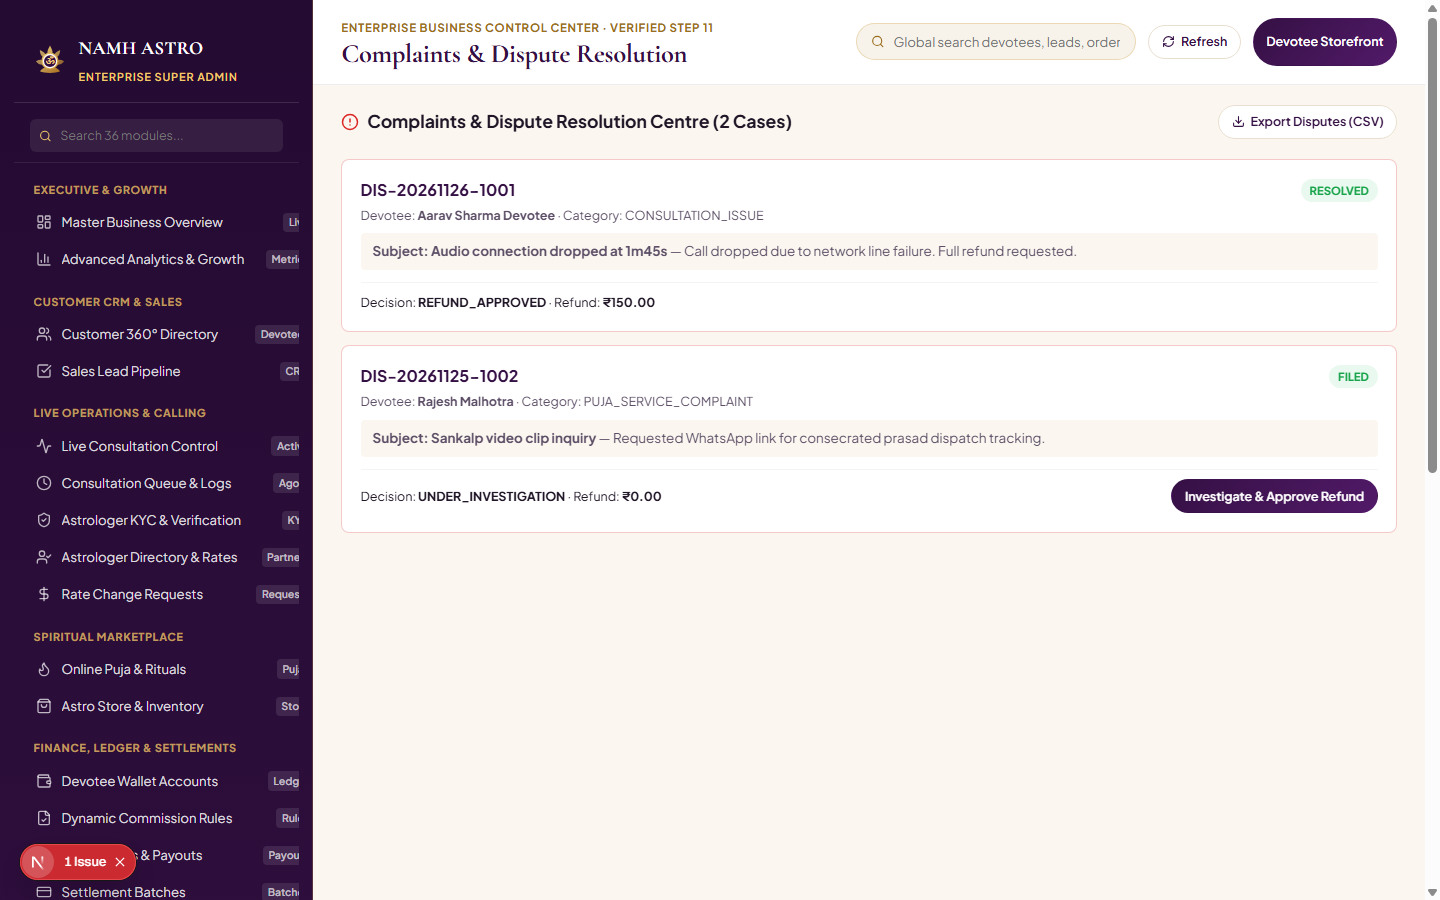 NAMH ASTRO
ENTERPRISE SUPER ADMIN
Search 36 modules...
EXECUTIVE & GROWTH
Master Business Overview
Advanced Analytics & Growth
CUSTOMER CRM & SALES
Customer 360° Directory
Sales Lead Pipeline
LIVE OPERATIONS & CALLING
Live Consultation Control
Consultation Queue & Logs
Astrologer KYC & Verification
Astrologer Directory & Rates
Rate Change Requests
SPIRITUAL MARKETPLACE
Online Puja & Rituals
Astro Store & Inventory
FINANCE, LEDGER & SETTLEMENTS
Devotee Wallet Accounts
Dynamic Commission Rules
& Payouts
Settlement Batches
1 Issue
ENTERPRISE BUSINESS CONTROL CENTER · VERIFIED STEP 11
Complaints & Dispute Resolution
Global search devotees, leads, order
Refresh
Devotee Storefront
Complaints & Dispute Resolution Centre (2 Cases)
Export Disputes (CSV)
DIS-20261126-1001
RESOLVED
Devotee: Aarav Sharma Devotee · Category: CONSULTATION_ISSUE
Subject: Audio connection dropped at 1m45s — Call dropped due to network line failure. Full refund requested.
Decision: REFUND_APPROVED · Refund: ₹150.00
DIS-20261125-1002
FILED
Devotee: Rajesh Malhotra · Category: PUJA_SERVICE_COMPLAINT
Subject: Sankalp video clip inquiry — Requested WhatsApp link for consecrated prasad dispatch tracking.
Decision: UNDER_INVESTIGATION · Refund: ₹0.00
Investigate & Approve Refund